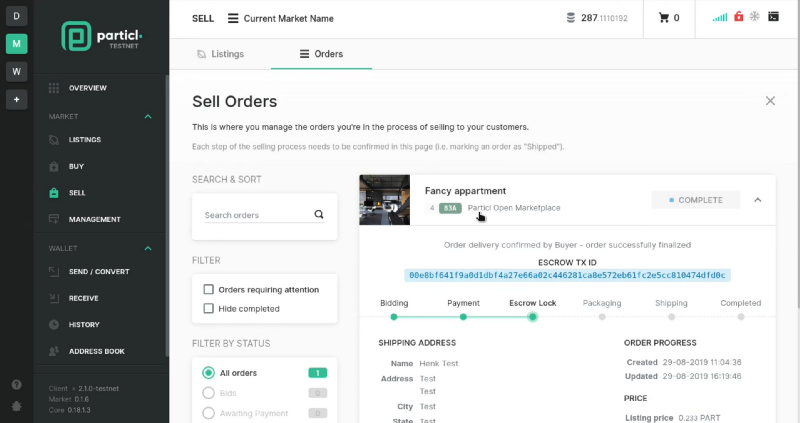 D
M
W
+
particl.
TESTNET
OVERVIEW
MARKET
LISTINGS
BUY
SELL
MANAGEMENT
WALLET
SEND / CONVERT
RECEIVE
HISTORY
ADDRESS BOOK
Client v 2.1.0-testnet
Market 0.1.6
Core 0.18.1.3
SELL
Current Market Name
287.1110192
0
Listings
Orders
Sell Orders
This is where you manage the orders you're in the process of selling to your customers.
Each step of the selling process needs to be confirmed in this page (i.e. marking an order as "Shipped").
SEARCH & SORT
Search orders
FILTER
Orders requiring attention
Hide completed
FILTER BY STATUS
All orders 1
Bids 0
Awaiting Payment 0
Fancy appartment
4 B3A Particl Open Marketplace
COMPLETE
Order delivery confirmed by Buyer - order successfully finalized
ESCROW TX ID
00e8bf641f9a0d1dbf4a27e66a02c446281ca8e572eb61fc2e5cc810474dfd0c
Bidding Payment Escrow Lock Packaging Shipping Completed
SHIPPING ADDRESS
Name Henk Test
Address Test
Test
City Test
State Test
ORDER PROGRESS
Created 29-08-2019 11:04:36
Updated 29-08-2019 16:19:46
PRICE
Listing price 0.233 PART